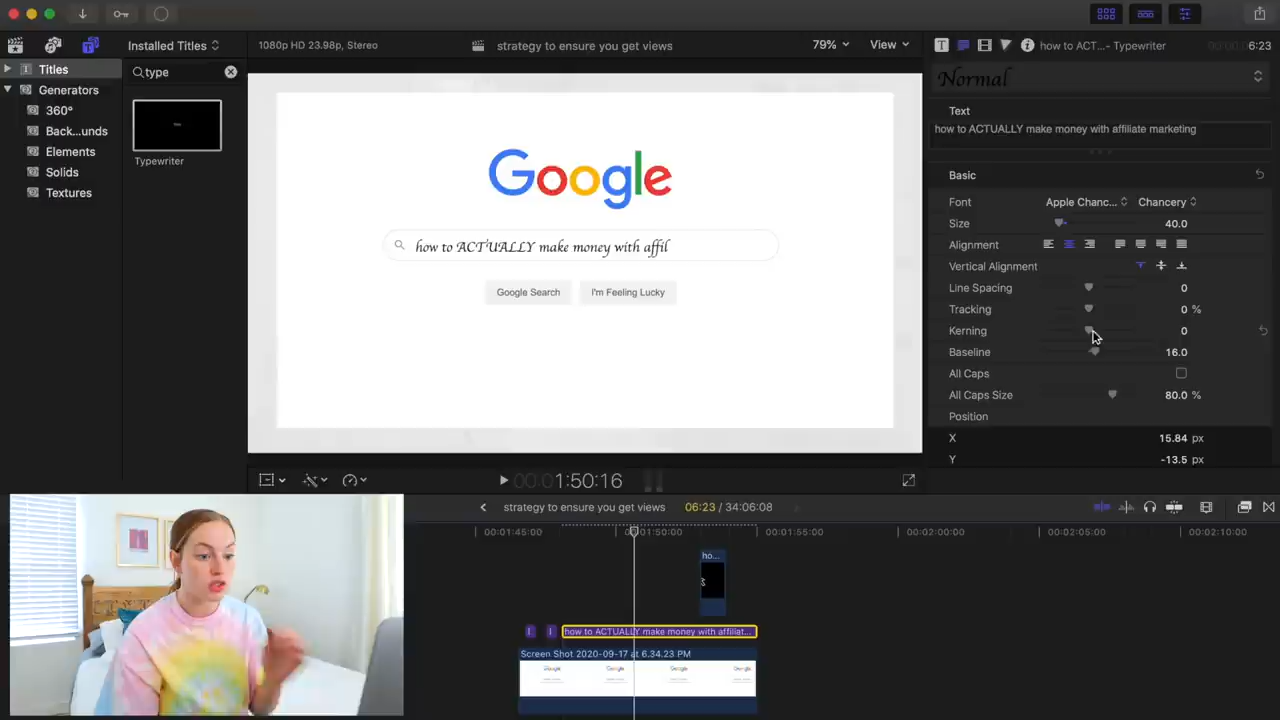 Installed Titles
1080p HD 23.98p, Stereo
strategy to ensure you get views
79%
View
how to ACT...- Typewriter
6:23
Titles
Generators
360°
Back...unds
Elements
Solids
Textures
type
Typewriter
Google
how to ACTUALLY make money with affil
Google Search
I'm Feeling Lucky
Normal
Text
how to ACTUALLY make money with affiliate marketing
Basic
Font Apple Chanc... Chancery
Size 40.0
Alignment
Vertical Alignment
Line Spacing 0
Tracking 0 %
Kerning 0
Baseline 16.0
All Caps
All Caps Size 80.0 %
Position
X 15.84 px
Y -13.5 px
00:00:1:50:16
strategy to ensure you get views 06:23 / 34:06:08
00:01:45:00 00:01:50:00 00:01:55:00 00:02:00:00 00:02:05:00 00:02:10:00
ho...
how to ACTUALLY make money with affiliat...
Screen Shot 2020-09-17 at 6.34.23 PM
Google Google Google Google